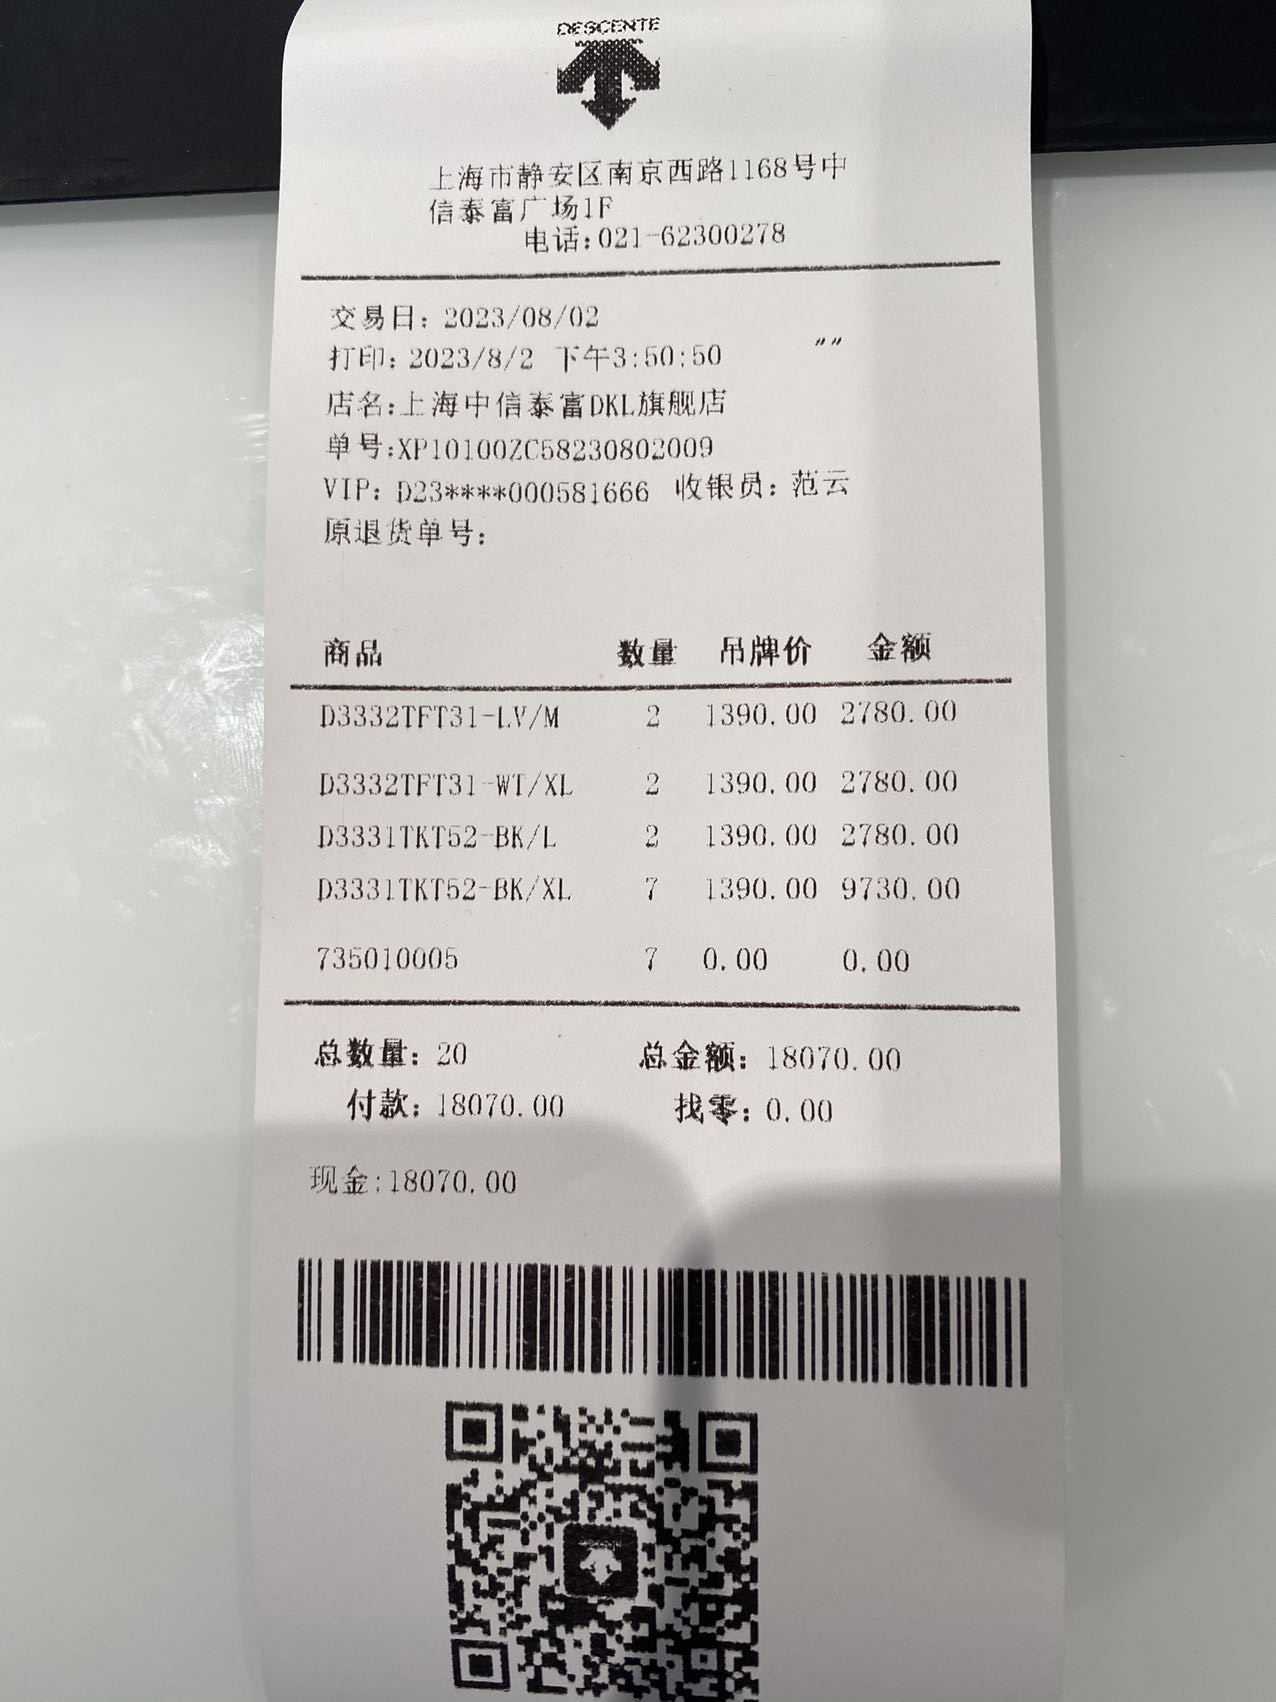 DESCENTE
上海市静安区南京西路1168号中
信泰富广场1F
电话:021-62300278
交易日: 2023/08/02
打印: 2023/8/2 下午3:50:50 ""
店名:上海中信泰富DKL旗舰店
单号:XP10100ZC58230802009
VIP: D23****000581666 收银员: 范云
原退货单号:
商品 数量 吊牌价 金额
D3332TFT31-LV/M 2 1390.00 2780.00
D3332TFT31-WT/XL 2 1390.00 2780.00
D3331TKT52-BK/L 2 1390.00 2780.00
D3331TKT52-BK/XL 7 1390.00 9730.00
735010005 7 0.00 0.00
总数量: 20 总金额: 18070.00
付款: 18070.00 找零: 0.00
现金:18070.00